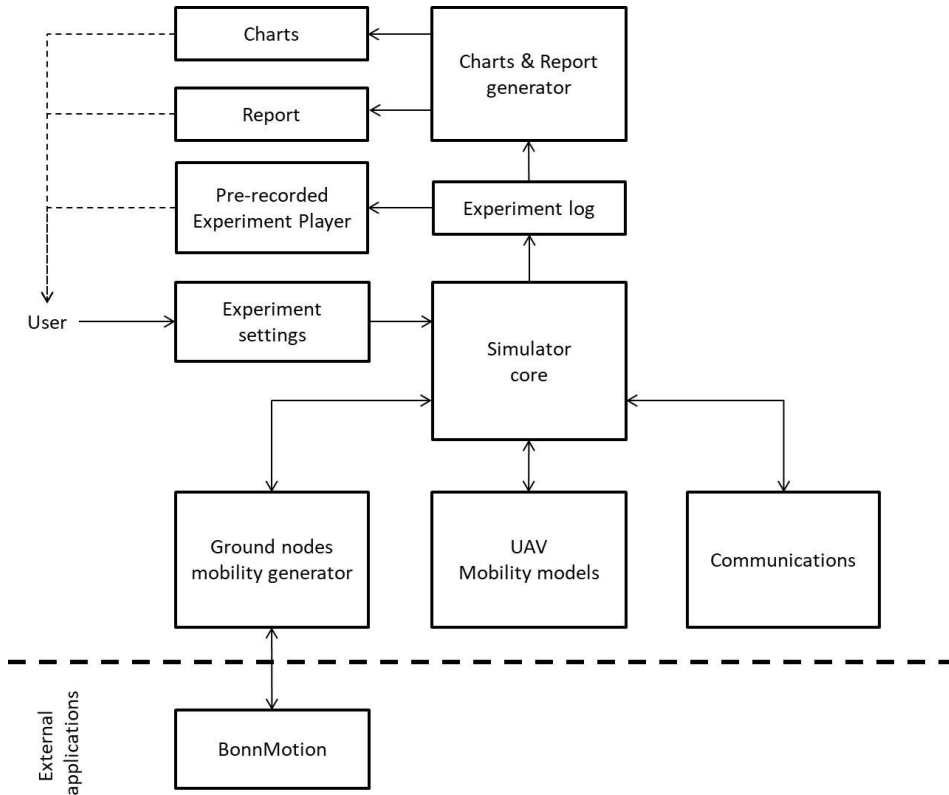 Charts
Charts & Report
generator
Report
Pre-recorded
Experiment Player
Experiment log
User
Experiment
settings
Simulator
core
Ground nodes
mobility generator
UAV
Mobility models
Communications
External
applications
BonnMotion